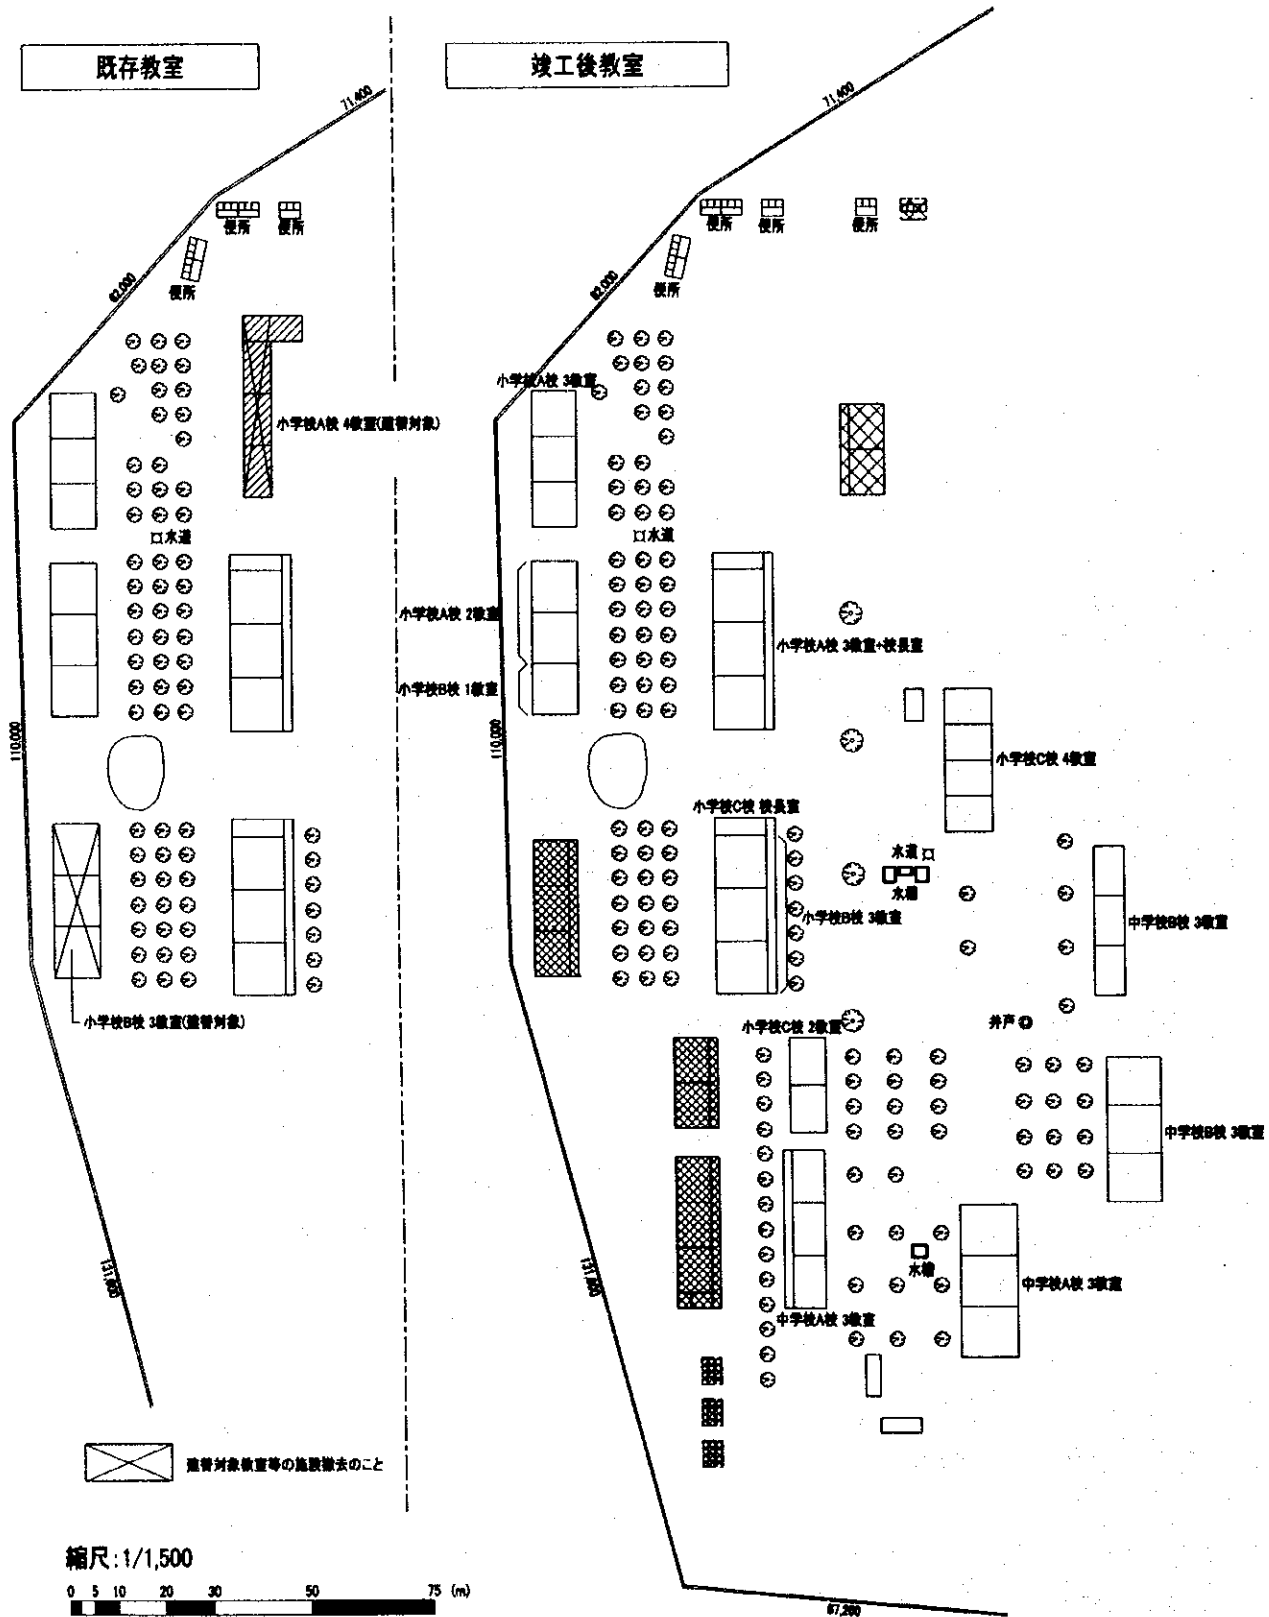 既存教室
竣工後教室
71,400
便所
便所
便所
62,000
小学校A校 4教室(建替対象)
水道
110,000
小学校B校 3教室(建替対象)
131,600
建替対象教室等の施設撤去のこと
縮尺:1/1,500
0 5 10 20 30 50 75 (m)
71,400
便所
便所
便所
便所
62,000
小学校A校 3教室
水道
小学校A校 2教室
小学校A校 3教室+校長室
小学校B校 1教室
110,000
小学校C校 4教室
小学校C校 校長室
水道
水槽
小学校B校 3教室
中学校B校 3教室
小学校C校 2教室
井戸
中学校B校 3教室
水槽
中学校A校 3教室
中学校A校 3教室
131,600
67,200